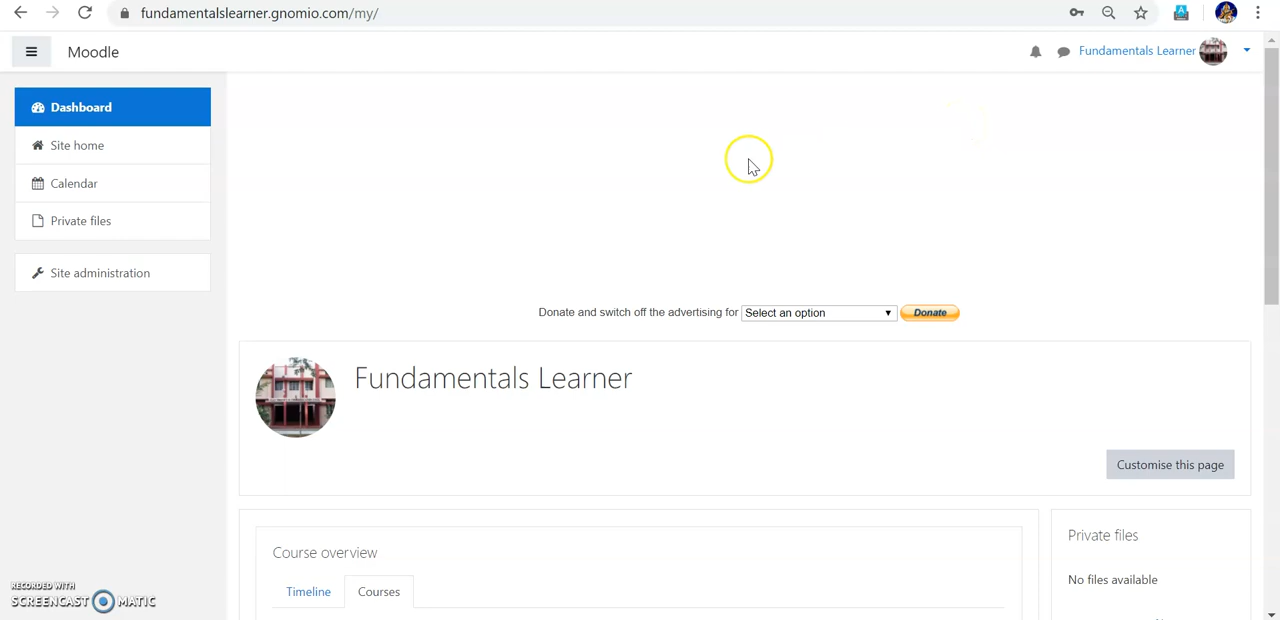 fundamentalslearner.gnomio.com/my/
Moodle
Fundamentals Learner
Dashboard
Site home
Calendar
Private files
Site administration
Donate and switch off the advertising for Select an option Donate
Fundamentals Learner
Customise this page
Course overview
Timeline Courses
Private files
No files available
RECORDED WITH
SCREENCAST MATIC